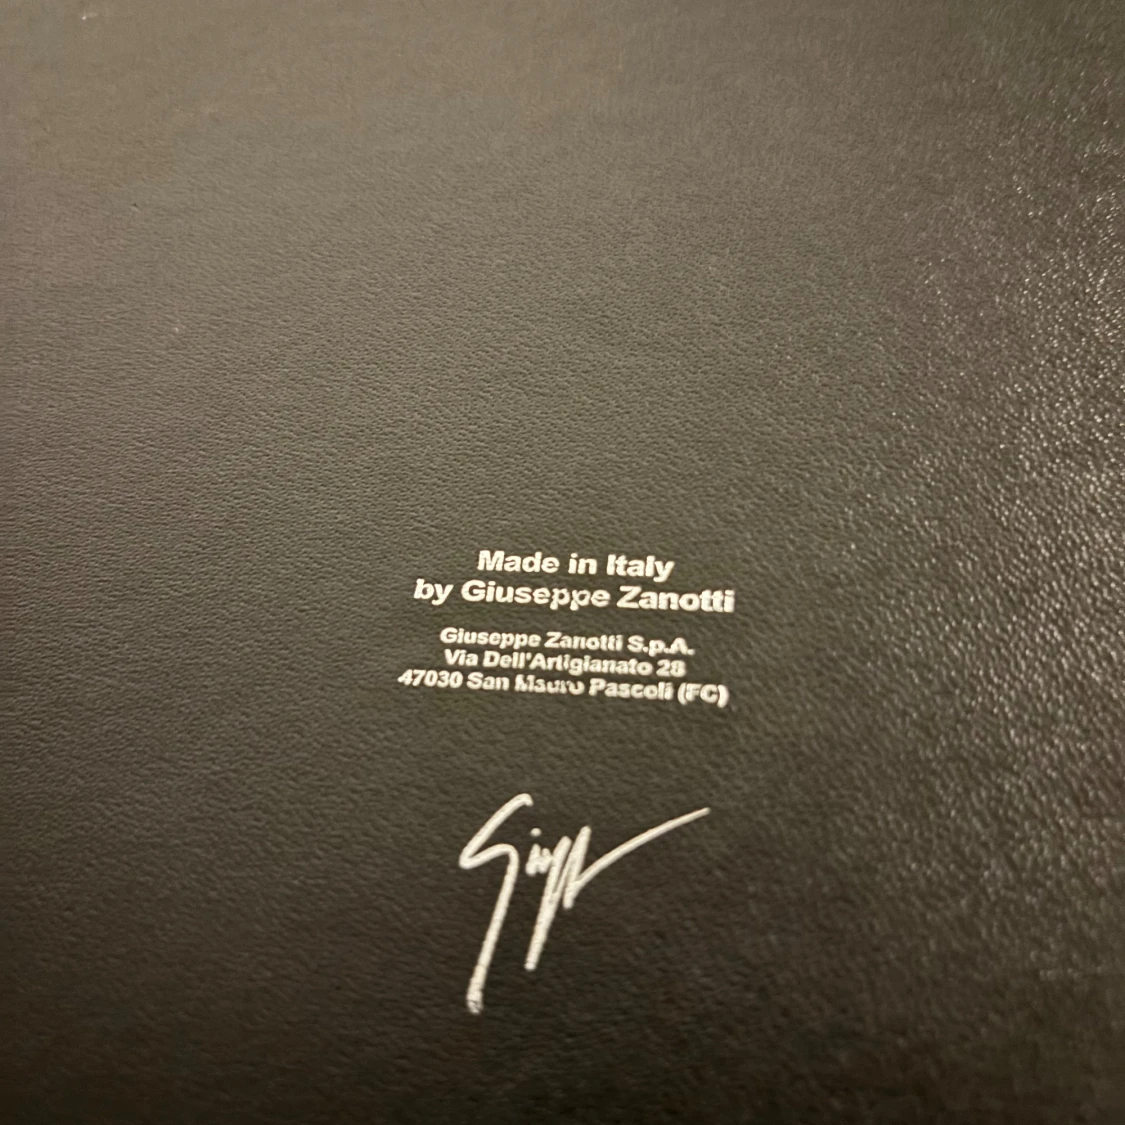 Made in Italy
by Giuseppe Zanotti
Giuseppe Zanotti S.p.A.
Via Dell'Artigianato 28
47030 San Mauro Pascoli (FC)